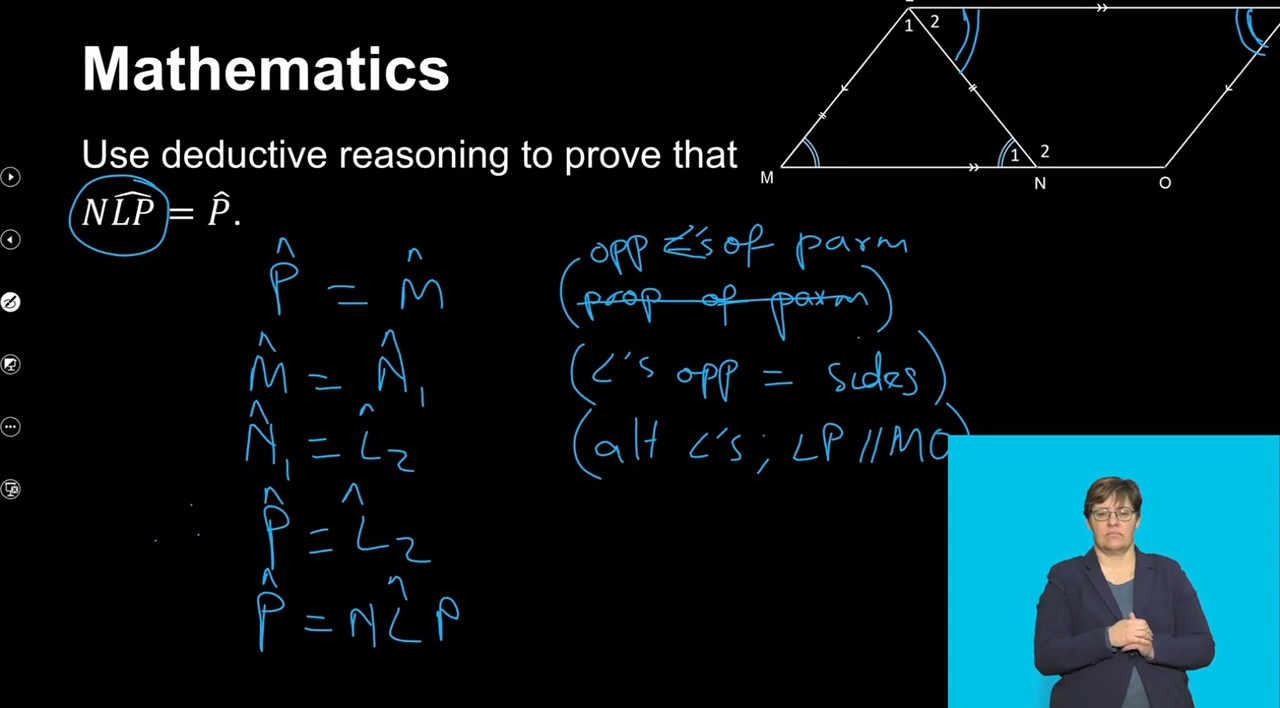 Mathematics
Use deductive reasoning to prove that
NLP̂ = P̂.
1 2
M
1 2
N
O
opp ∠'s of parm
P̂ = M̂ (prop of parm)
M̂ = N̂₁ (∠'s opp = sides)
N̂₁ = L̂₂ (alt ∠'s ; LP // MO
∴ P̂ = L̂₂
P̂ = NL̂P